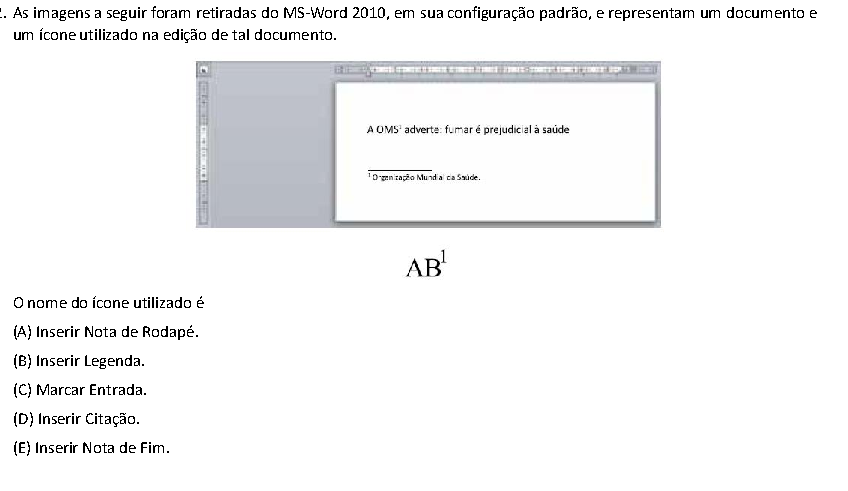 2. As imagens a seguir foram retiradas do MS-Word 2010, em sua configuração padrão, e representam um documento e
um ícone utilizado na edição de tal documento.
A OMS¹ adverte: fumar é prejudicial à saúde
¹ Organização Mundial da Saúde.
AB¹
O nome do ícone utilizado é
(A) Inserir Nota de Rodapé.
(B) Inserir Legenda.
(C) Marcar Entrada.
(D) Inserir Citação.
(E) Inserir Nota de Fim.